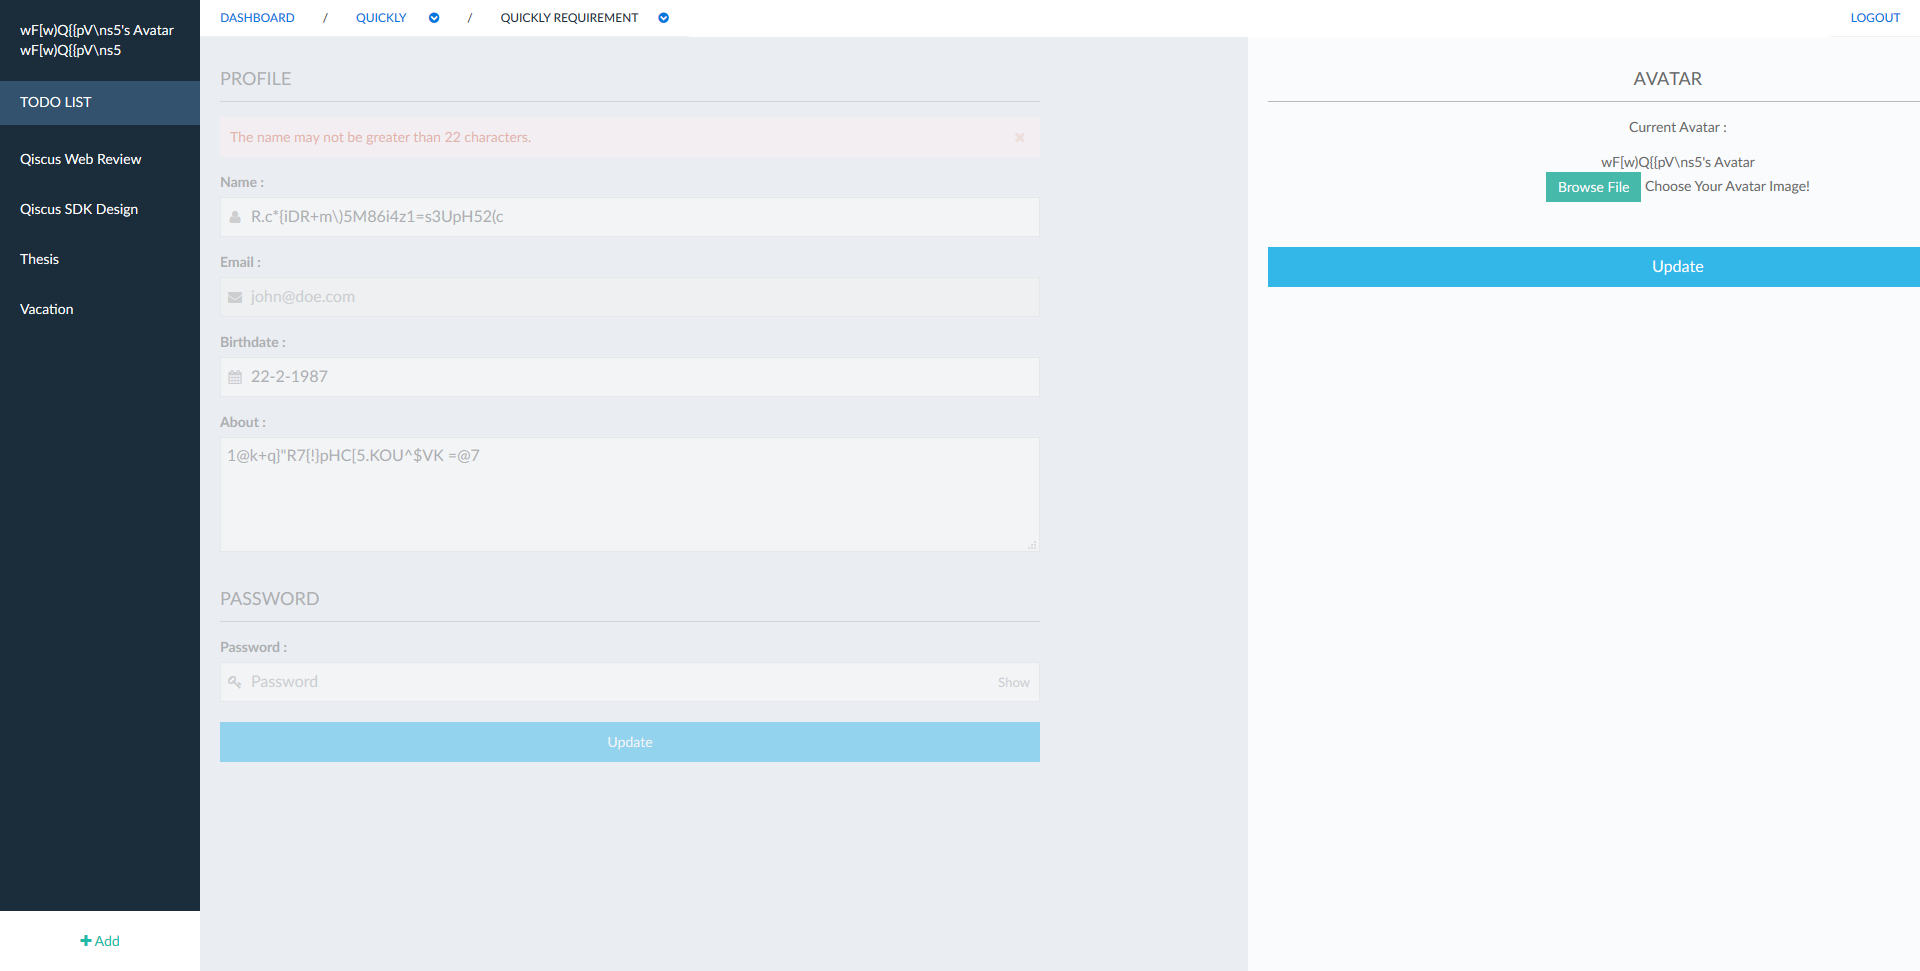 wF[w)Q{{pV\ns5's Avatar
wF[w)Q{{pV\ns5
TODO LIST
Qiscus Web Review
Qiscus SDK Design
Thesis
Vacation
Add
DASHBOARD / QUICKLY / QUICKLY REQUIREMENT
LOGOUT
PROFILE
The name may not be greater than 22 characters.
Name :
R.c*{iDR+m\)5M86i4z1=s3UpH52(c
Email :
john@doe.com
Birthdate :
22-2-1987
About :
1@k+q}"R7{!}pHC[5.KOU^$VK =@7
PASSWORD
Password :
Password Show
Update
AVATAR
Current Avatar :
wF[w)Q{{pV\ns5's Avatar
Browse File Choose Your Avatar Image!
Update